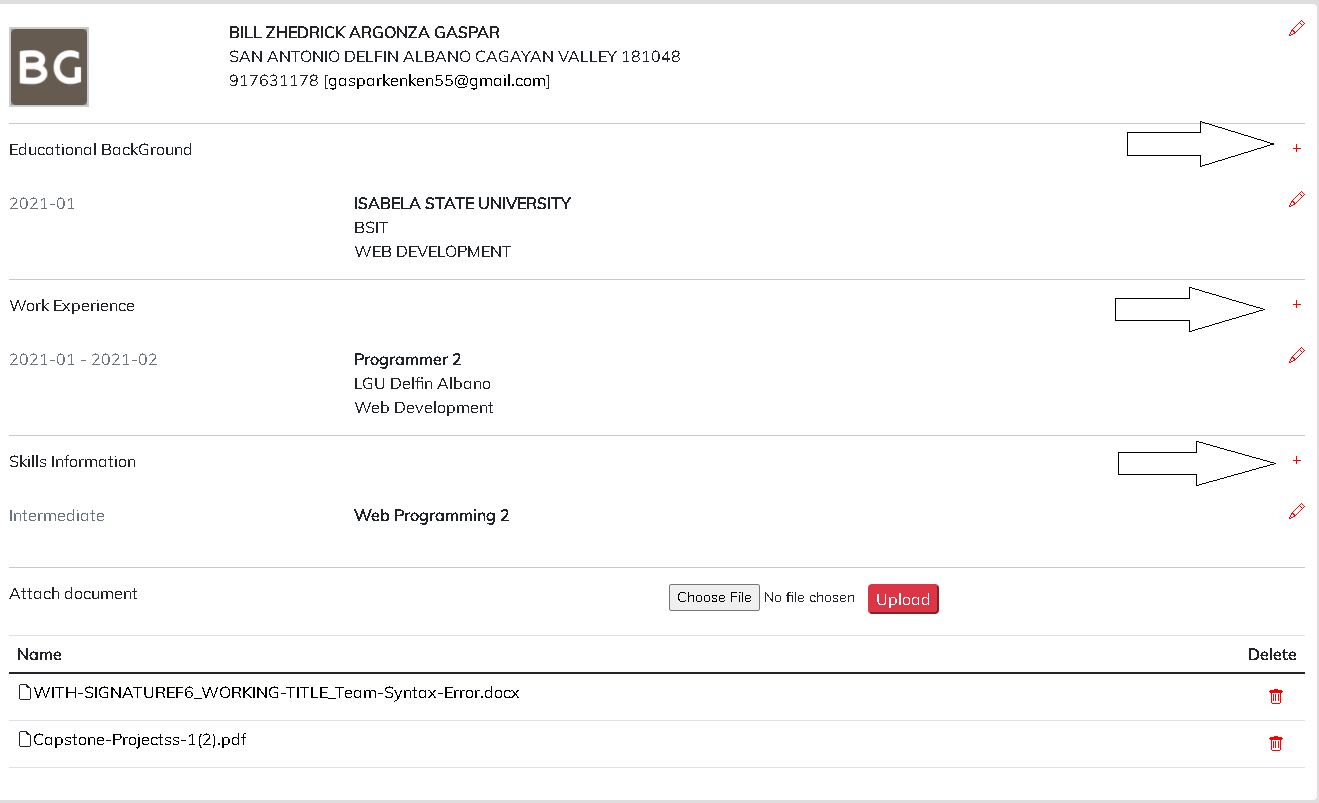 BG
BILL ZHEDRICK ARGONZA GASPAR
SAN ANTONIO DELFIN ALBANO CAGAYAN VALLEY 181048
917631178 [gasparkenken55@gmail.com]
Educational BackGround
+
2021-01
ISABELA STATE UNIVERSITY
BSIT
WEB DEVELOPMENT
Work Experience
+
2021-01 - 2021-02
Programmer 2
LGU Delfin Albano
Web Development
Skills Information
+
Intermediate
Web Programming 2
Attach document
Choose File No file chosen
Upload
Name
Delete
WITH-SIGNATUREF6_WORKING-TITLE_Team-Syntax-Error.docx
Capstone-Projectss-1(2).pdf